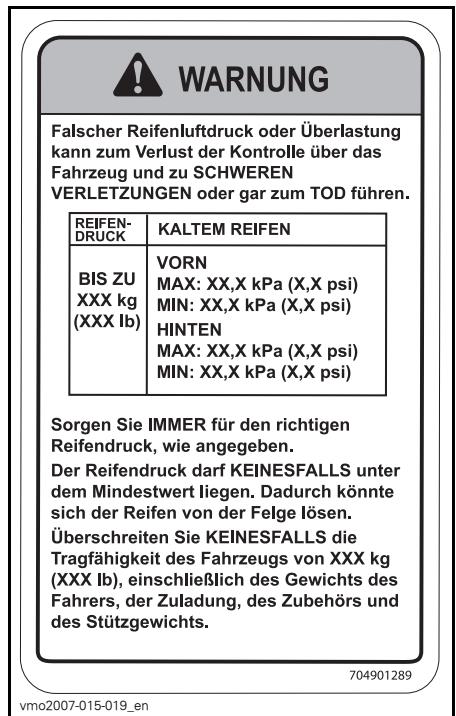 WARNUNG
Falscher Reifenluftdruck oder Überlastung
kann zum Verlust der Kontrolle über das
Fahrzeug und zu SCHWEREN
VERLETZUNGEN oder gar zum TOD führen.
REIFEN-
DRUCK
KALTEM REIFEN
BIS ZU
XXX kg
(XXX lb)
VORN
MAX: XX,X kPa (X,X psi)
MIN: XX,X kPa (X,X psi)
HINTEN
MAX: XX,X kPa (X,X psi)
MIN: XX,X kPa (X,X psi)
Sorgen Sie IMMER für den richtigen
Reifendruck, wie angegeben.
Der Reifendruck darf KEINESFALLS unter
dem Mindestwert liegen. Dadurch könnte
sich der Reifen von der Felge lösen.
Überschreiten Sie KEINESFALLS die
Tragfähigkeit des Fahrzeugs von XXX kg
(XXX lb), einschließlich des Gewichts des
Fahrers, der Zuladung, des Zubehörs und
des Stützgewichts.
704901289
vmo2007-015-019_en